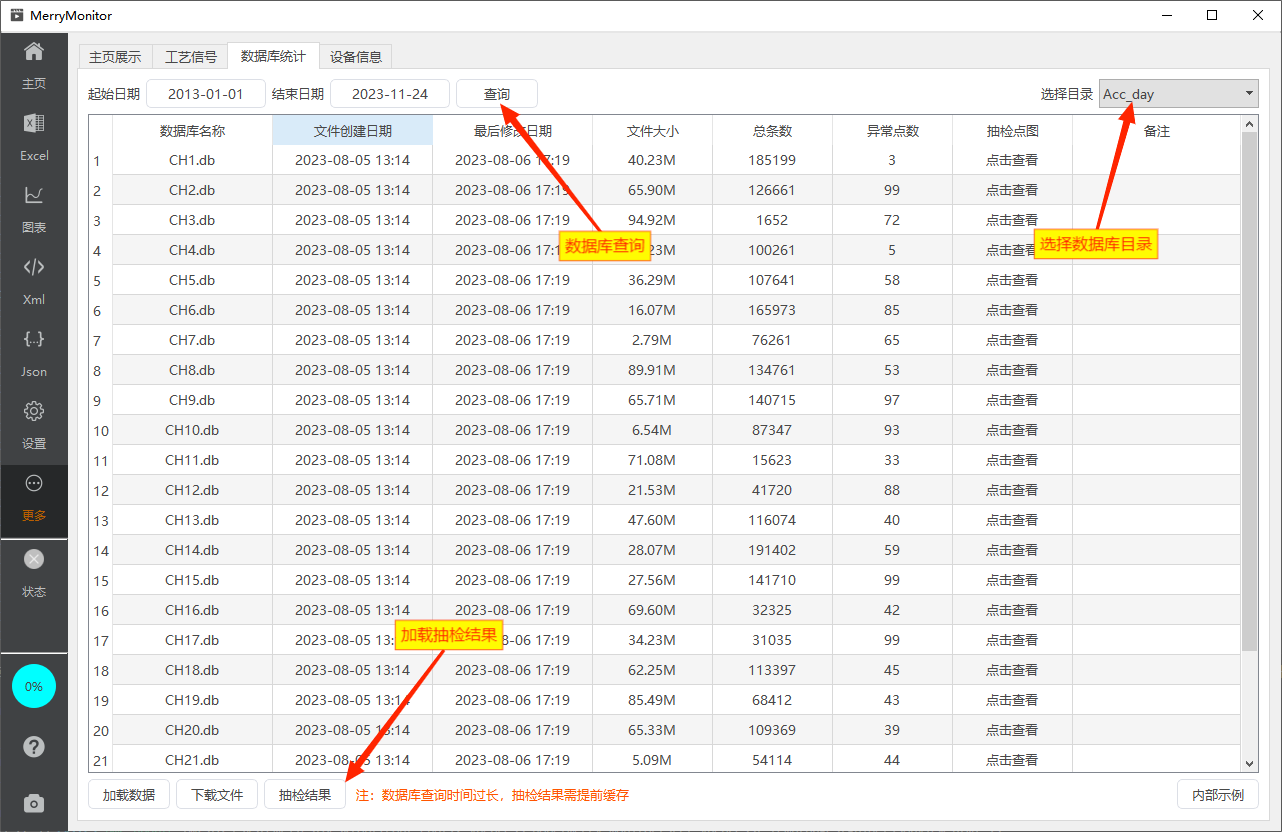 MerryMonitor
主页
Excel
图表
Xml
Json
设置
更多
状态
0%
主页展示 工艺信号 数据库统计 设备信息
起始日期 2013-01-01 结束日期 2023-11-24 查询 选择目录 Acc_day
数据库名称 文件创建日期 最后修改日期 文件大小 总条数 异常点数 抽检点图 备注
1 CH1.db 2023-08-05 13:14 2023-08-06 17:19 40.23M 185199 3 点击查看
2 CH2.db 2023-08-05 13:14 2023-08-06 17:19 65.90M 126661 99 点击查看
3 CH3.db 2023-08-05 13:14 2023-08-06 17:19 94.92M 1652 72 点击查看
数据库查询
选择数据库目录
4 CH4.db 2023-08-05 13:14 2023-08-06 17:1 23M 100261 5 点击查看
5 CH5.db 2023-08-05 13:14 2023-08-06 17:19 36.29M 107641 58 点击查看
6 CH6.db 2023-08-05 13:14 2023-08-06 17:19 16.07M 165973 85 点击查看
7 CH7.db 2023-08-05 13:14 2023-08-06 17:19 2.79M 76261 65 点击查看
8 CH8.db 2023-08-05 13:14 2023-08-06 17:19 89.91M 134761 53 点击查看
9 CH9.db 2023-08-05 13:14 2023-08-06 17:19 65.71M 140715 97 点击查看
10 CH10.db 2023-08-05 13:14 2023-08-06 17:19 6.54M 87347 93 点击查看
11 CH11.db 2023-08-05 13:14 2023-08-06 17:19 71.08M 15623 33 点击查看
12 CH12.db 2023-08-05 13:14 2023-08-06 17:19 21.53M 41720 88 点击查看
13 CH13.db 2023-08-05 13:14 2023-08-06 17:19 47.60M 116074 40 点击查看
14 CH14.db 2023-08-05 13:14 2023-08-06 17:19 28.07M 191402 59 点击查看
15 CH15.db 2023-08-05 13:14 2023-08-06 17:19 27.56M 141710 99 点击查看
16 CH16.db 2023-08-05 13:14 2023-08-06 17:19 69.60M 32325 42 点击查看
加载抽检结果
17 CH17.db 2023-08-05 13: 8-06 17:19 34.23M 31035 99 点击查看
18 CH18.db 2023-08-05 13:14 2023-08-06 17:19 62.25M 113397 45 点击查看
19 CH19.db 2023-08-05 13:14 2023-08-06 17:19 85.49M 68412 43 点击查看
20 CH20.db 2023-08-05 13:14 2023-08-06 17:19 65.33M 109369 39 点击查看
21 CH21.db 2023-08-05 13:14 2023-08-06 17:19 5.09M 54114 44 点击查看
加载数据 下载文件 抽检结果 注：数据库查询时间过长，抽检结果需提前缓存 内部示例